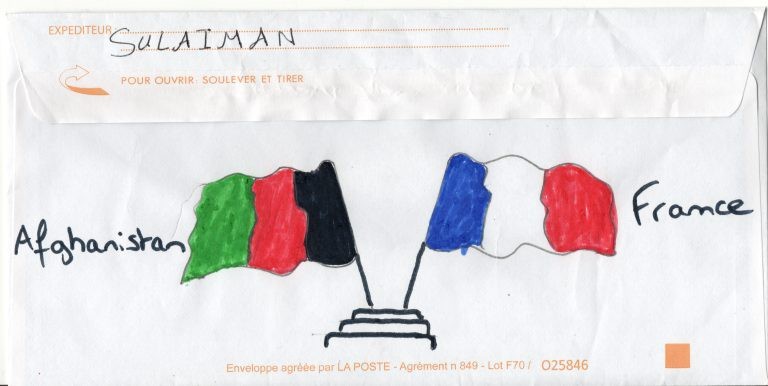 EXPEDITEUR SULAIMAN
POUR OUVRIR: SOULEVER ET TIRER
Afghanistan
France
Enveloppe agréée par LA POSTE - Agrément n 849 - Lot F70 / O25846